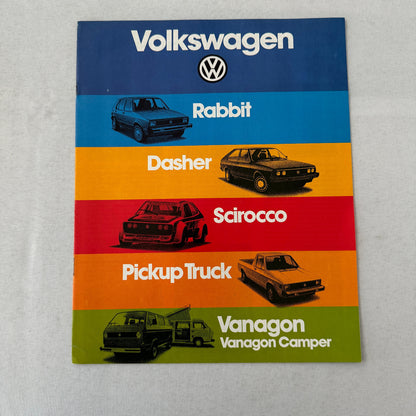 Volkswagen
Rabbit
Dasher
Scirocco
Pickup Truck
Vanagon
Vanagon Camper